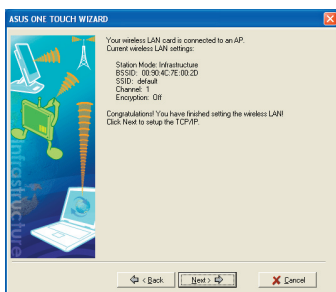 ASUS ONE TOUCH WIZARD
Your wireless LAN card is connected to an AP.
Current wireless LAN settings:
Station Mode: Infrastructure
BSSID: 00:90:4C:7E:00:2D
SSID: default
Channel: 1
Encryption: Off
Congratulations! You have finished setting the wireless LAN!
Click Next to setup the TCP/IP.
Infrastructure
< Back
Next >
Cancel